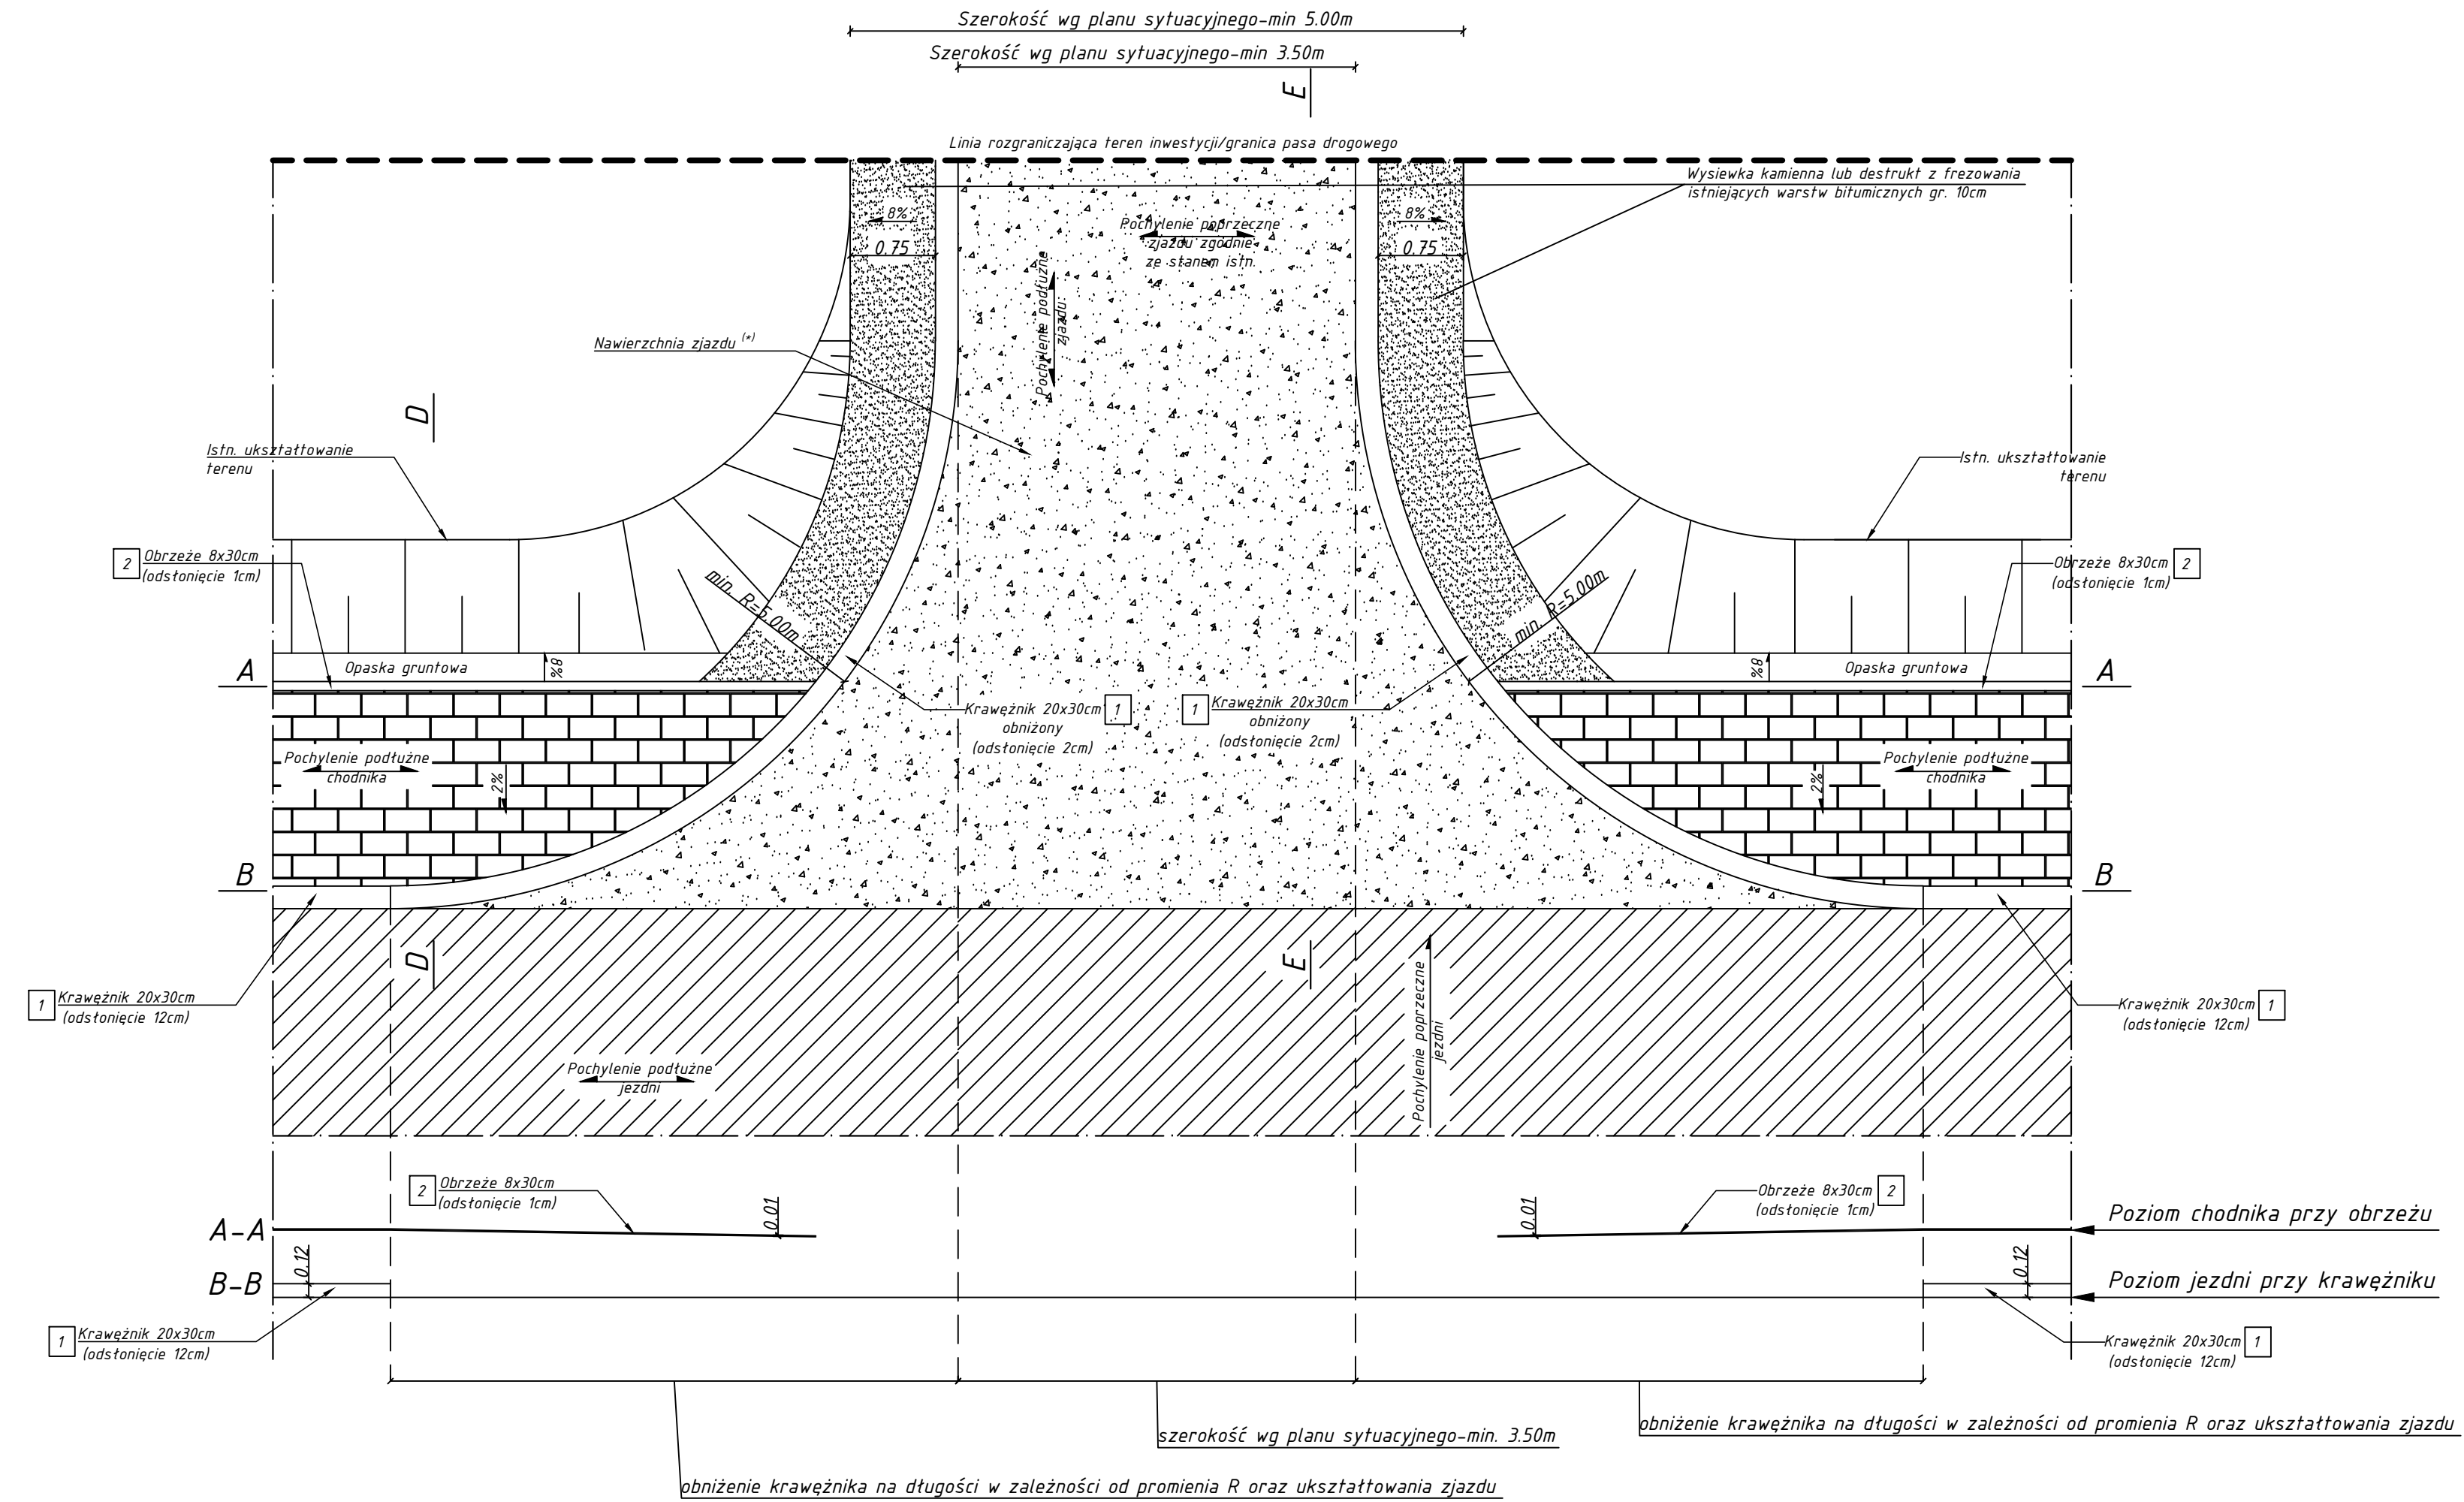 Szerokość wg planu sytuacyjnego-min 5.00m
Szerokość wg planu sytuacyjnego-min 3.50m
E
Linia rozgraniczająca teren inwestycji/granica pasa drogowego
Wysiewka kamienna lub destrukt z frezowania
istniejących warstw bitumicznych gr. 10cm
8%
0.75
Pochylenie poprzeczne
zjazdu zgodnie
ze stanem istn.
8%
0.75
Pochylenie podłużne
zjazdu
Nawierzchnia zjazdu (*)
D
Istn. ukształtowanie
terenu
Istn. ukształtowanie
terenu
2
Obrzeże 8x30cm
(odsłonięcie 1cm)
Obrzeże 8x30cm
(odsłonięcie 1cm)
2
min. R=5.00m
min. R=5.00m
A
Opaska gruntowa
8%
8%
Opaska gruntowa
A
Krawężnik 20x30cm
obniżony
(odsłonięcie 2cm)
1
1
Krawężnik 20x30cm
obniżony
(odsłonięcie 2cm)
Pochylenie podłużne
chodnika
2%
2%
Pochylenie podłużne
chodnika
B
B
D
E
1
Krawężnik 20x30cm
(odsłonięcie 12cm)
Krawężnik 20x30cm
(odsłonięcie 12cm)
1
Pochylenie podłużne
jezdni
Pochylenie poprzeczne
jezdni
2
Obrzeże 8x30cm
(odsłonięcie 1cm)
0.01
0.01
Obrzeże 8x30cm
(odsłonięcie 1cm)
2
A-A
Poziom chodnika przy obrzeżu
0.12
0.12
B-B
Poziom jezdni przy krawężniku
1
Krawężnik 20x30cm
(odsłonięcie 12cm)
Krawężnik 20x30cm
(odsłonięcie 12cm)
1
obniżenie krawężnika na długości w zależności od promienia R oraz ukształtowania zjazdu
szerokość wg planu sytuacyjnego-min. 3.50m
obniżenie krawężnika na długości w zależności od promienia R oraz ukształtowania zjazdu